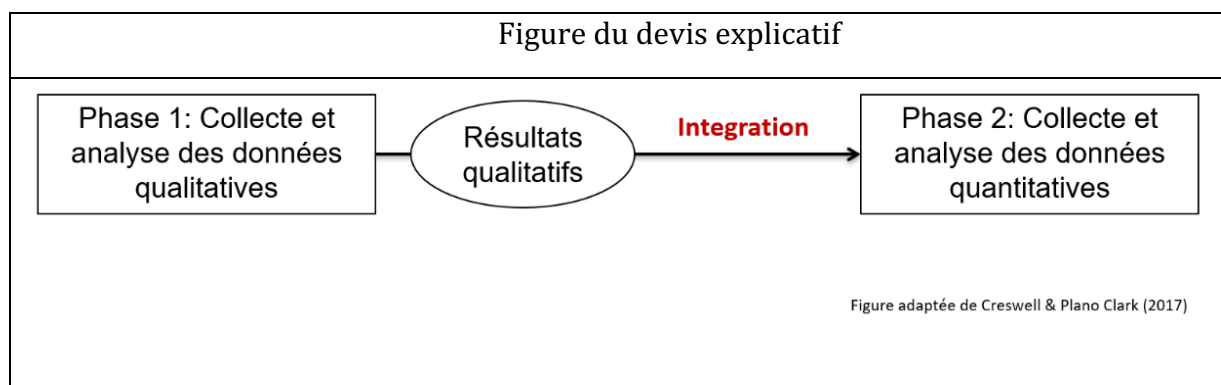 Figure du devis explicatif
Phase 1: Collecte et
analyse des données
qualitatives
Résultats
qualitatifs
Integration
Phase 2: Collecte et
analyse des données
quantitatives
Figure adaptée de Creswell & Plano Clark (2017)